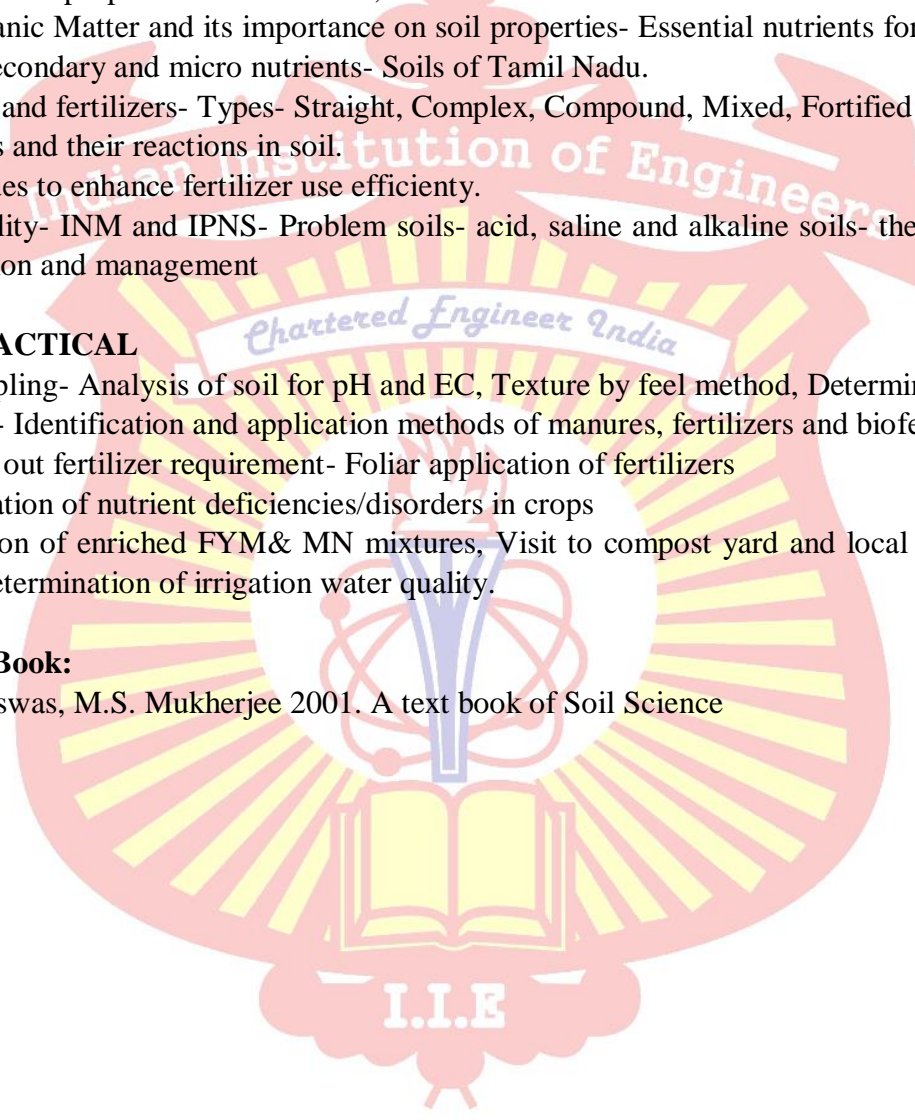 anic Matter and its importance on soil properties- Essential nutrients for
econdary and micro nutrients- Soils of Tamil Nadu.
and fertilizers- Types- Straight, Complex, Compound, Mixed, Fortified
s and their reactions in soil.
Indian Institution of Engineers
es to enhance fertilizer use efficienty.
lity- INM and IPNS- Problem soils- acid, saline and alkaline soils- the
on and management
Chartered Engineer India
ACTICAL
pling- Analysis of soil for pH and EC, Texture by feel method, Determin
- Identification and application methods of manures, fertilizers and biofe
out fertilizer requirement- Foliar application of fertilizers
ation of nutrient deficiencies/disorders in crops
on of enriched FYM& MN mixtures, Visit to compost yard and local
etermination of irrigation water quality.
Book:
swas, M.S. Mukherjee 2001. A text book of Soil Science
I.I.E